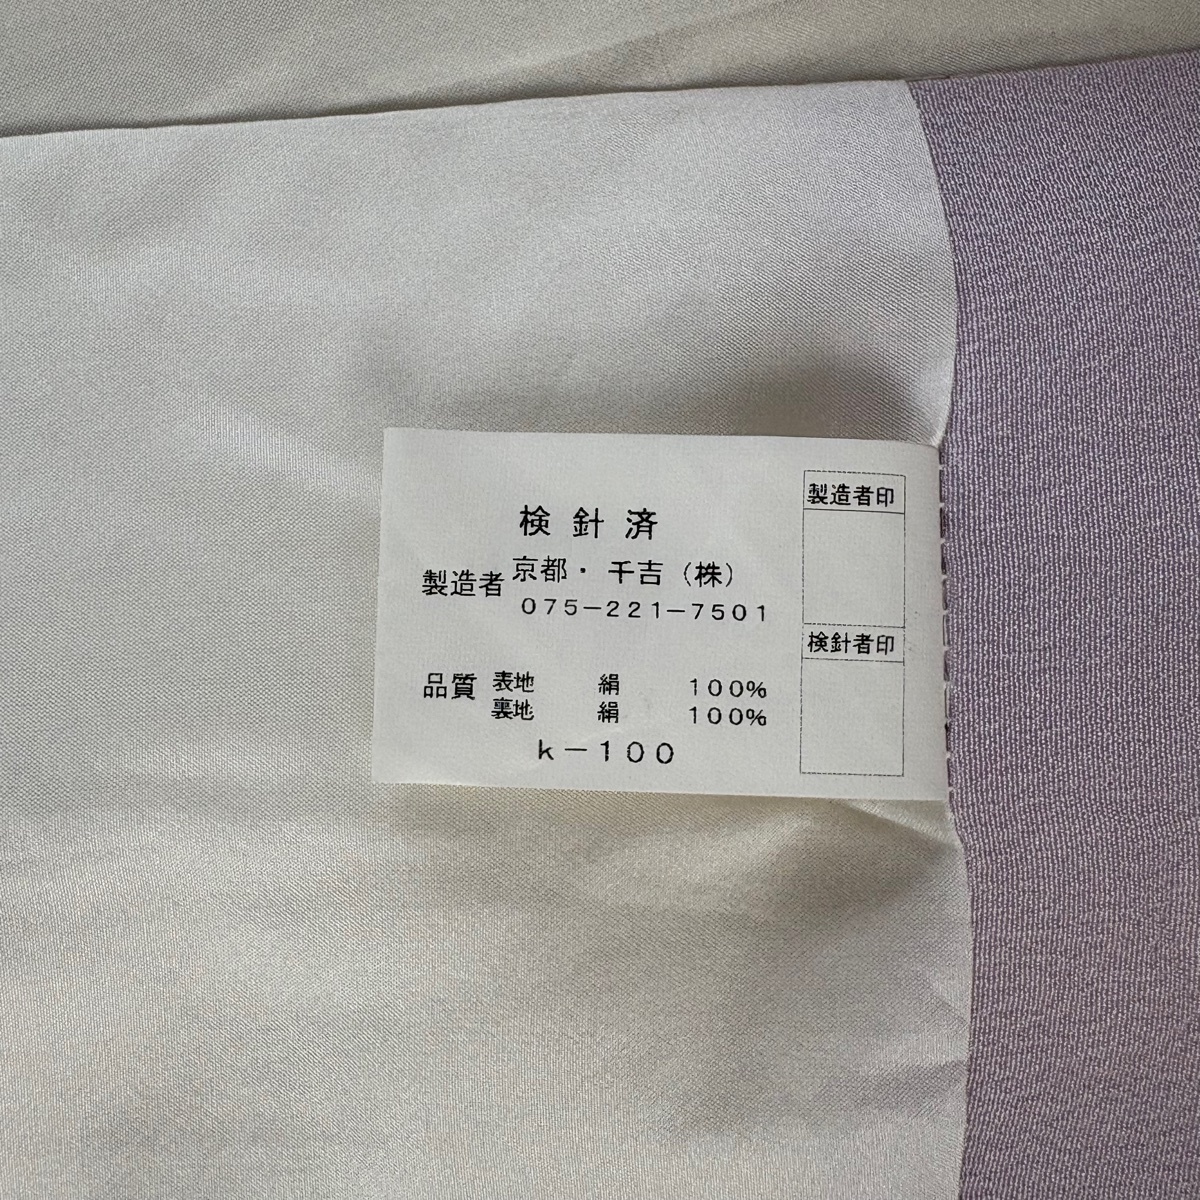 検針済
製造者 京都・千吉（株）
075-221-7501
品質 表地 絹 100%
裏地 絹 100%
k-100
製造者印
検針者印